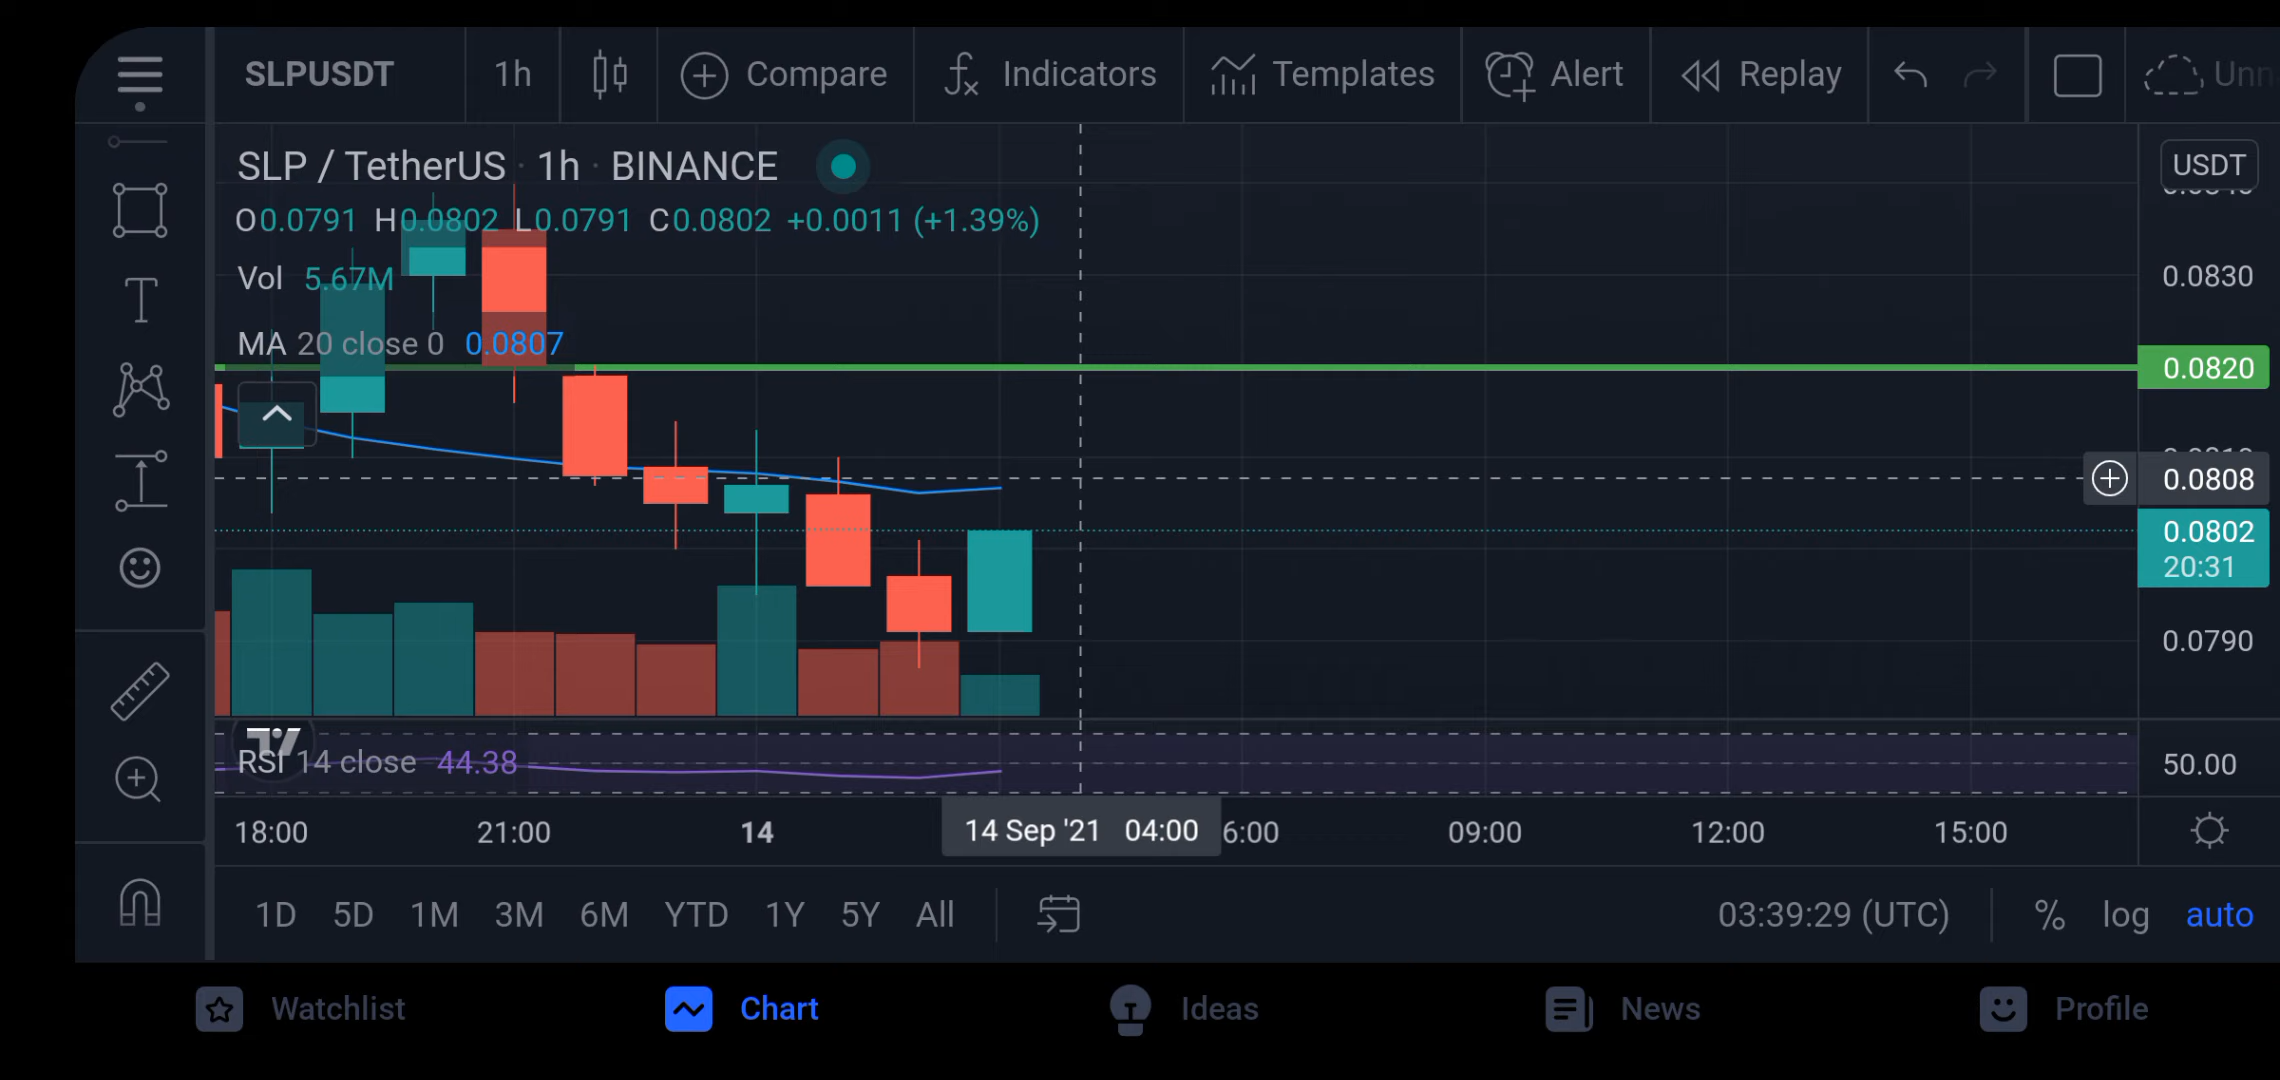 SLPUSDT 1h Compare Indicators Templates Alert Replay
SLP / TetherUS · 1h · BINANCE
USDT
O0.0791 H0.0802 L0.0791 C0.0802 +0.0011 (+1.39%)
Vol 5.67M
0.0830
MA 20 close 0 0.0807
0.0820
0.0808
0.0802
20:31
0.0790
RSI 14 close 44.38
50.00
18:00 21:00 14 14 Sep '21 04:00 6:00 09:00 12:00 15:00
1D 5D 1M 3M 6M YTD 1Y 5Y All 03:39:29 (UTC) % log auto
Watchlist Chart Ideas News Profile